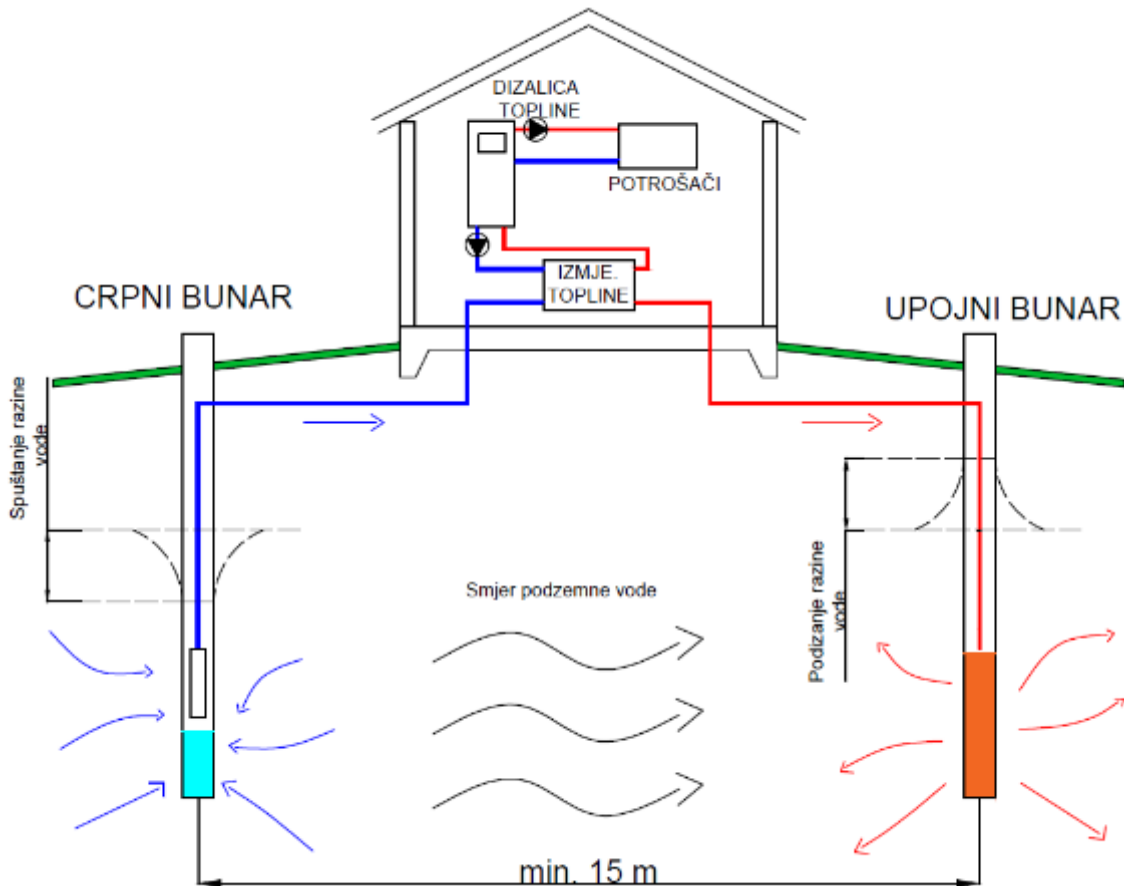 DIZALICA
TOPLINE
POTROŠAČI
IZMJE.
TOPLINE
CRPNI BUNAR
UPOJNI BUNAR
Spuštanje razine
vode
Smjer podzemne vode
Podizanje razine
vode
min. 15 m